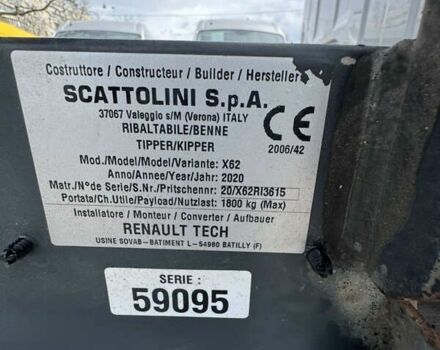 Costruttore / Constructeur / Builder / Hersteller
SCATTOLINI S.p.A.
37067 Valeggio s/M (Verona) ITALY
RIBALTABILE/BENNE
TIPPER/KIPPER
CE
2006/42
Mod./Model/Model/Variante: X62
Anno/Annee/Year/Jahr: 2020
Matr./N°de Serie/S.Nr./Pritschennr: 20/X62RI3615
Portata/Ch.Utile/Payload/Nutzlast: 1800 kg (Max)
Installatore / Monteur / Converter / Aufbauer
RENAULT TECH
USINE SOVAB-BATIMENT L-54980 BATILLY (F)
SERIE :
59095